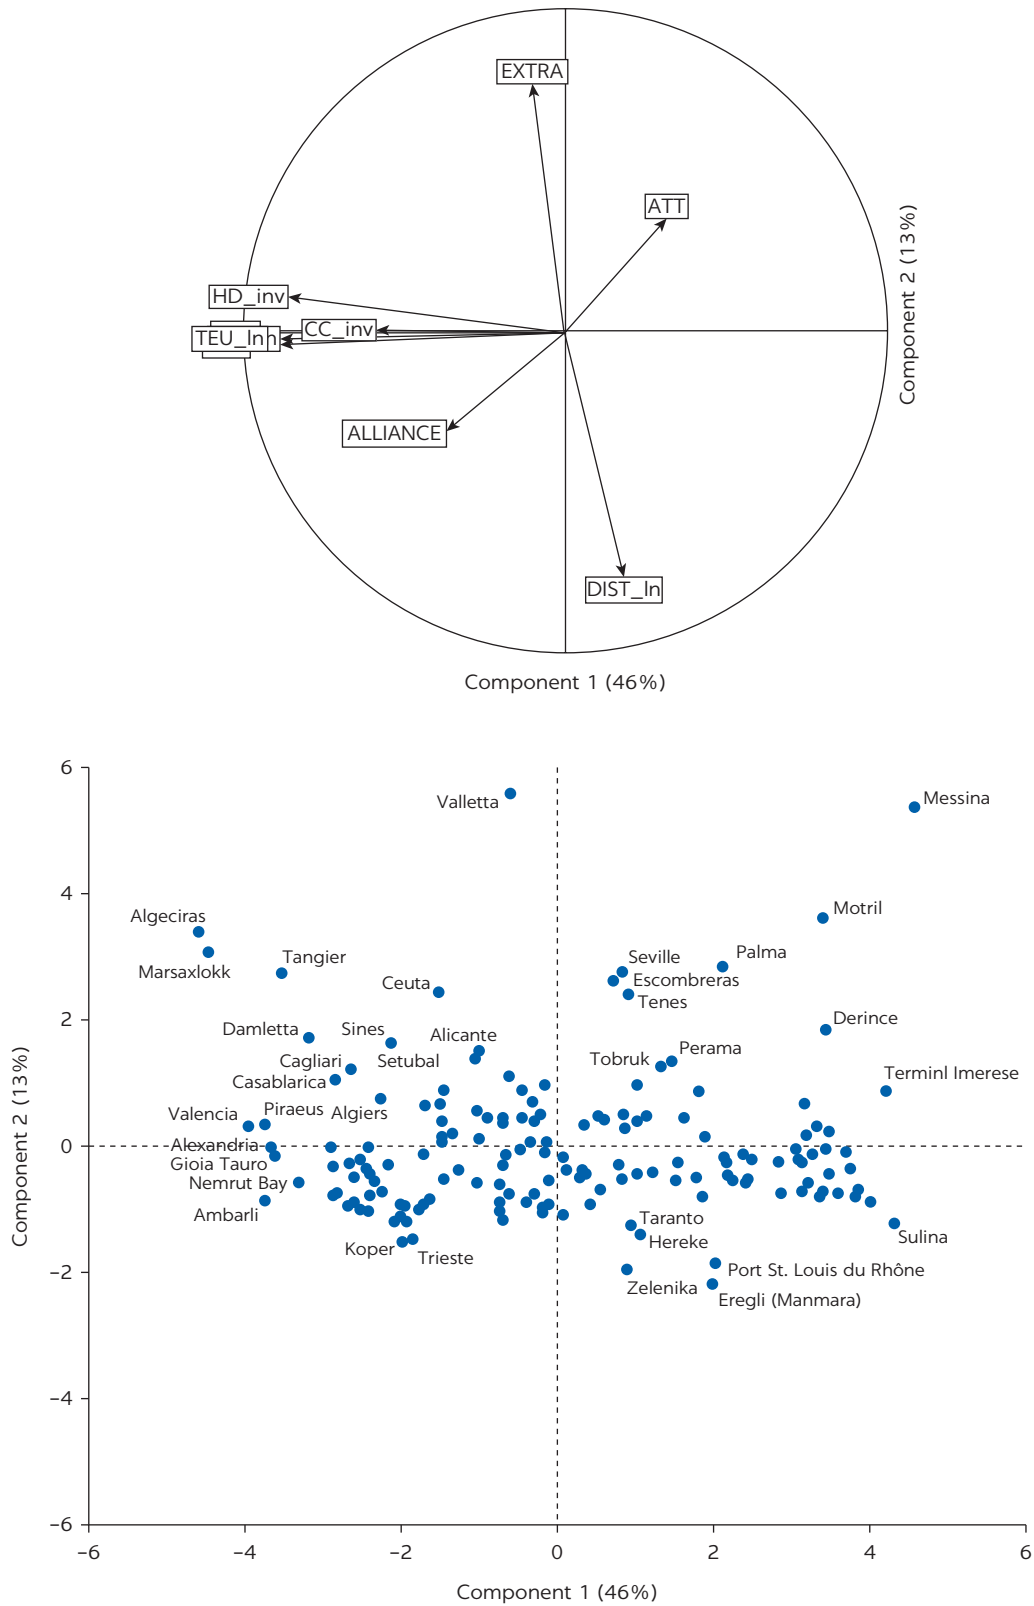 EXTRA
ATT
HD_inv
CC_inv
TEU_ln
ALLIANCE
DIST_ln
Component 2 (13%)
Component 1 (46%)
6
Valletta
Messina
4
Algeciras
Motril
Marsaxlokk
Tangier
Seville
Palma
Ceuta
Escombreras
Tenes
2
Damletta
Sines
Alicante
Derince
Cagliari
Setubal
Tobruk
Perama
Casablarica
Terminl Imerese
Valencia
Piraeus
Algiers
0
Alexandria
Gioia Tauro
Nemrut Bay
Ambarli
Taranto
Koper
Trieste
Hereke
Sulina
−2
Zelenika
Port St. Louis du Rhône
Eregli (Manmara)
−4
−6
Component 2 (13%)
−6
−4
−2
0
2
4
6
Component 1 (46%)